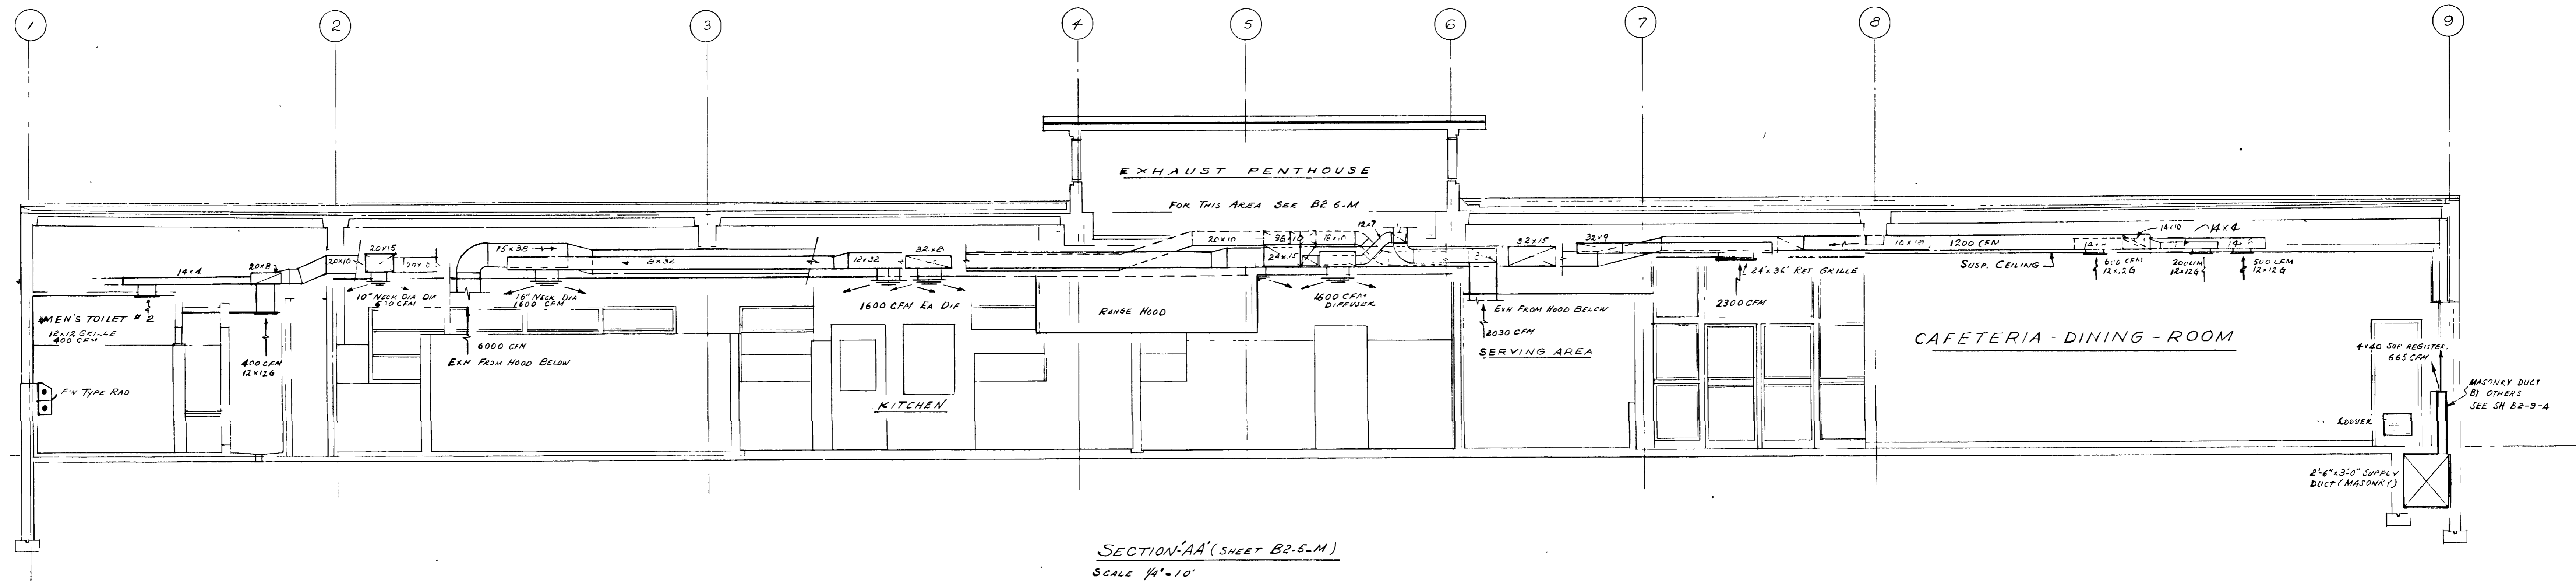 1
2
3
4
5
6
7
8
9
EXHAUST PENTHOUSE
FOR THIS AREA SEE B2 6-M
14x4
20x8
20x10
20x15
15x38
12x32
32x8
20x10
38x10
18x10
12x7
24x15
32x15
32x9
10x18
1200 CFM
14x10
14x4
SUSP. CEILING
MEN'S TOILET # 2
12x12 GRILLE
400 CFM
400 CFM
12x12G
10" NECK DIA DIF
16" NECK DIA
1600 CFM
6000 CFM
EXH FROM HOOD BELOW
1600 CFM EA DIF
RANGE HOOD
1600 CFM
DIFFUSER
EXH FROM HOOD BELOW
2030 CFM
SERVING AREA
24"x36" RET GRILLE
2300 CFM
12x12G
200 CFM
12x12G
500 CFM
12x12G
CAFETERIA-DINING-ROOM
KITCHEN
FIN TYPE RAD
4x40 SUP REGISTER,
665 CFM
MASONRY DUCT
BY OTHERS
SEE SH B2-9-A
LOUVER
2'-6"x3'-0" SUPPLY
DUCT (MASONRY)
SECTION-'AA' (SHEET B2-5-M)
SCALE 1/4"=10'